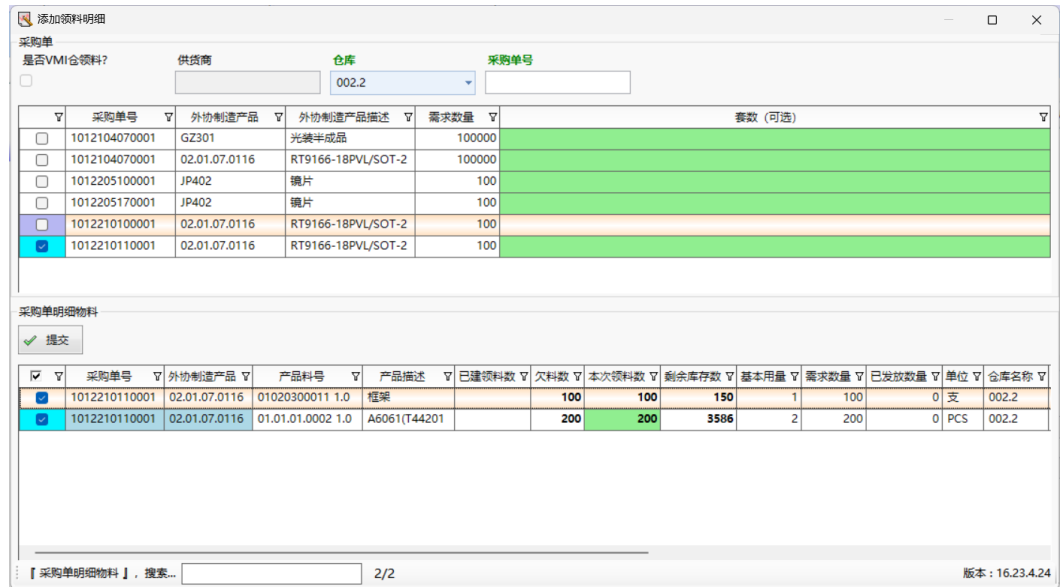 添加领料明细
采购单
是否VMI仓领料? 供货商 仓库 采购单号
002.2
采购单号 外协制造产品 外协制造产品描述 需求数量 套数（可选）
1012104070001 GZ301 光装半成品 100000
1012104070001 02.01.07.0116 RT9166-18PVL/SOT-2 100000
1012205100001 JP402 镜片 100
1012205170001 JP402 镜片 100
1012210100001 02.01.07.0116 RT9166-18PVL/SOT-2 100
1012210110001 02.01.07.0116 RT9166-18PVL/SOT-2 100
采购单明细物料
提交
采购单号 外协制造产品 产品料号 产品描述 已建领料数 欠料数 本次领料数 剩余库存数 基本用量 需求数量 已发放数量 单位 仓库名称
1012210110001 02.01.07.0116 01020300011 1.0 框架 100 100 150 1 100 0 支 002.2
1012210110001 02.01.07.0116 01.01.01.0002 1.0 A6061(T44201 200 200 3586 2 200 0 PCS 002.2
『 采购单明细物料 』, 搜索... 2/2 版本 : 16.23.4.24